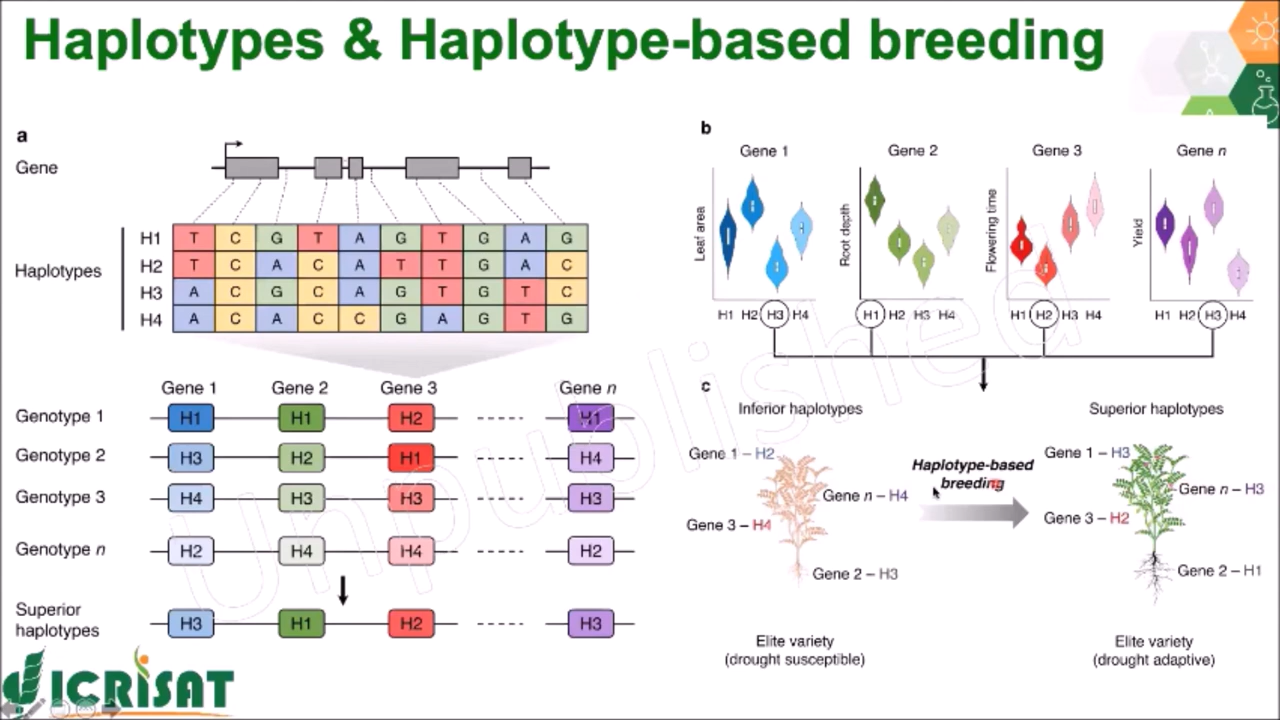 Haplotypes & Haplotype-based breeding
a
Gene
Haplotypes
H1 T C G T A G T G A G
H2 T C A C A T T G A C
H3 A C G C A G T G T C
H4 A C A C C G A G T G
Gene 1 Gene 2 Gene 3 Gene n
Genotype 1 H1 H1 H2 H1
Genotype 2 H3 H2 H1 H4
Genotype 3 H4 H3 H3 H3
Genotype n H2 H4 H4 H2
Superior
haplotypes H3 H1 H2 H3
b
Gene 1 Gene 2 Gene 3 Gene n
Leaf area
Root depth
Flowering time
Yield
H1 H2 H3 H4 H1 H2 H3 H4 H1 H2 H3 H4 H1 H2 H3 H4
c
Inferior haplotypes
Gene 1 – H2
Gene n – H4
Gene 3 – H4
Gene 2 – H3
Elite variety
(drought susceptible)
Haplotype-based
breeding
Superior haplotypes
Gene 1 – H3
Gene n – H3
Gene 3 – H2
Gene 2 – H1
Elite variety
(drought adaptive)
Unpublished
ICRISAT